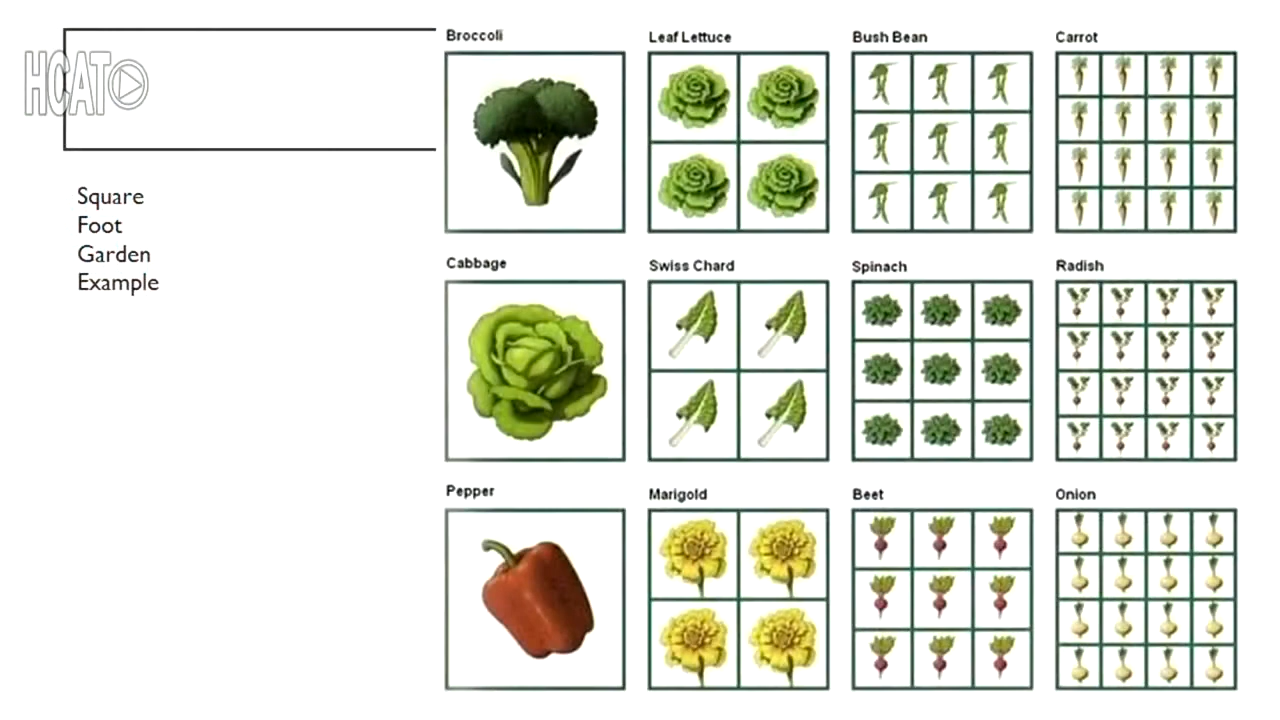 HCAT
Square
Foot
Garden
Example
Broccoli
Leaf Lettuce
Bush Bean
Carrot
Cabbage
Swiss Chard
Spinach
Radish
Pepper
Marigold
Beet
Onion